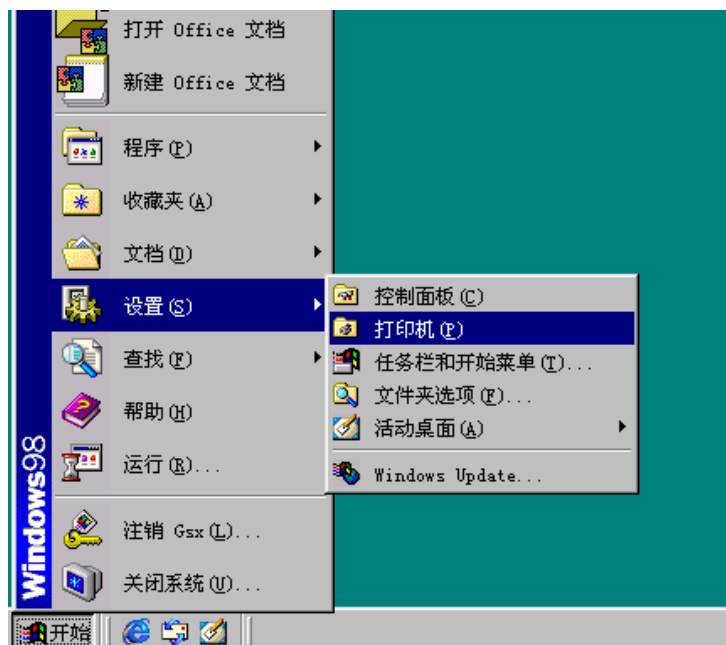 打开 Office 文档
新建 Office 文档
程序(P)
收藏夹(A)
文档(D)
设置(S)
查找(F)
帮助(H)
运行(R)...
注销 Gsx(L)...
关闭系统(U)...
控制面板(C)
打印机(P)
任务栏和开始菜单(T)...
文件夹选项(F)...
活动桌面(A)
Windows Update...
Windows98
开始